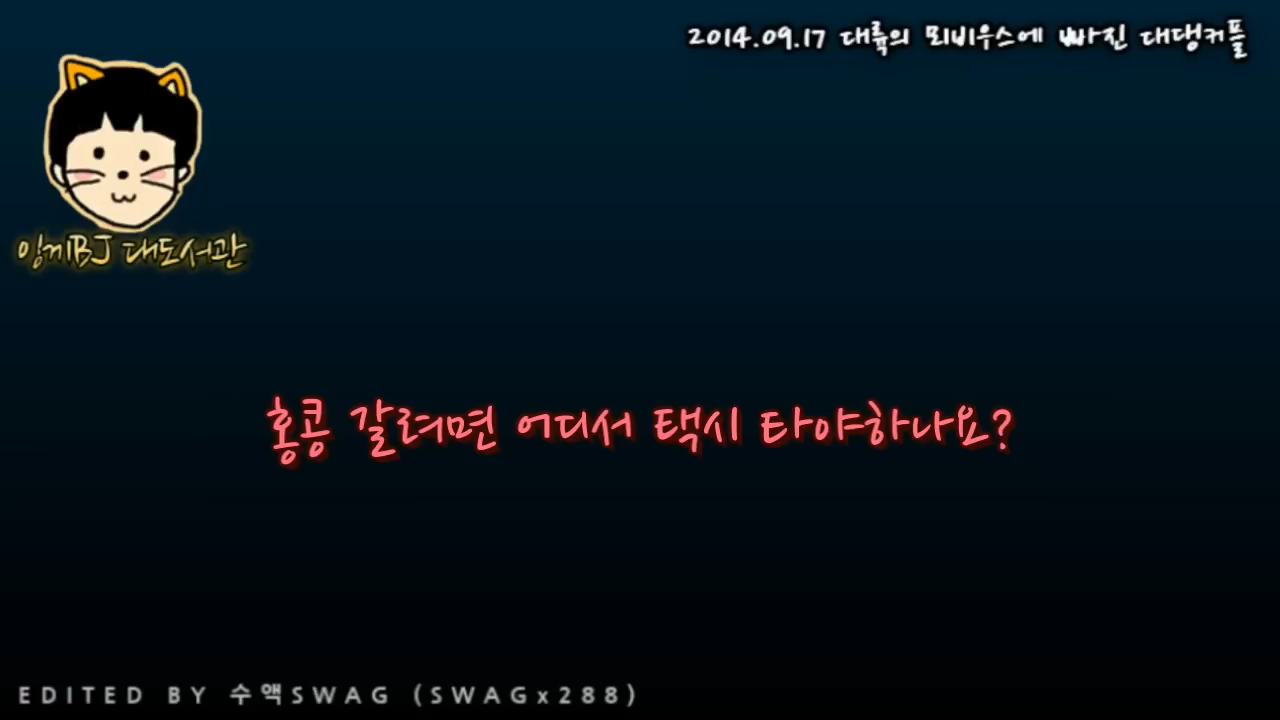 2014.09.17 대륙의 뫼비우스에 빠진 대댕커플
잉끼BJ 대도서관
홍콩 갈려면 어디서 택시 타야하나요?
EDITED BY 수액SWAG (SWAGx288)